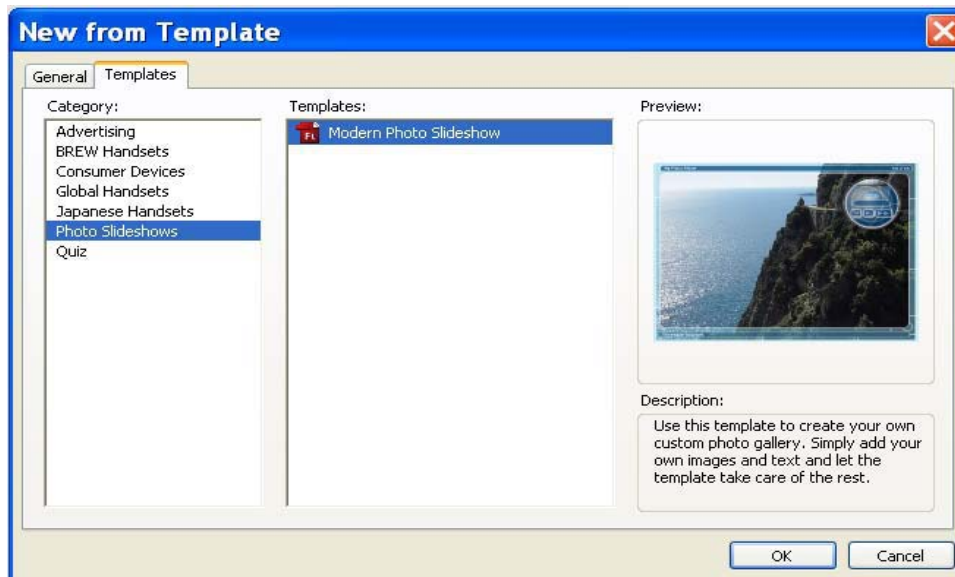 New from Template
General
Templates
Category:
Advertising
BREW Handsets
Consumer Devices
Global Handsets
Japanese Handsets
Photo Slideshows
Quiz
Templates:
Modern Photo Slideshow
Preview:
Description:
Use this template to create your own
custom photo gallery. Simply add your
own images and text and let the
template take care of the rest.
OK
Cancel